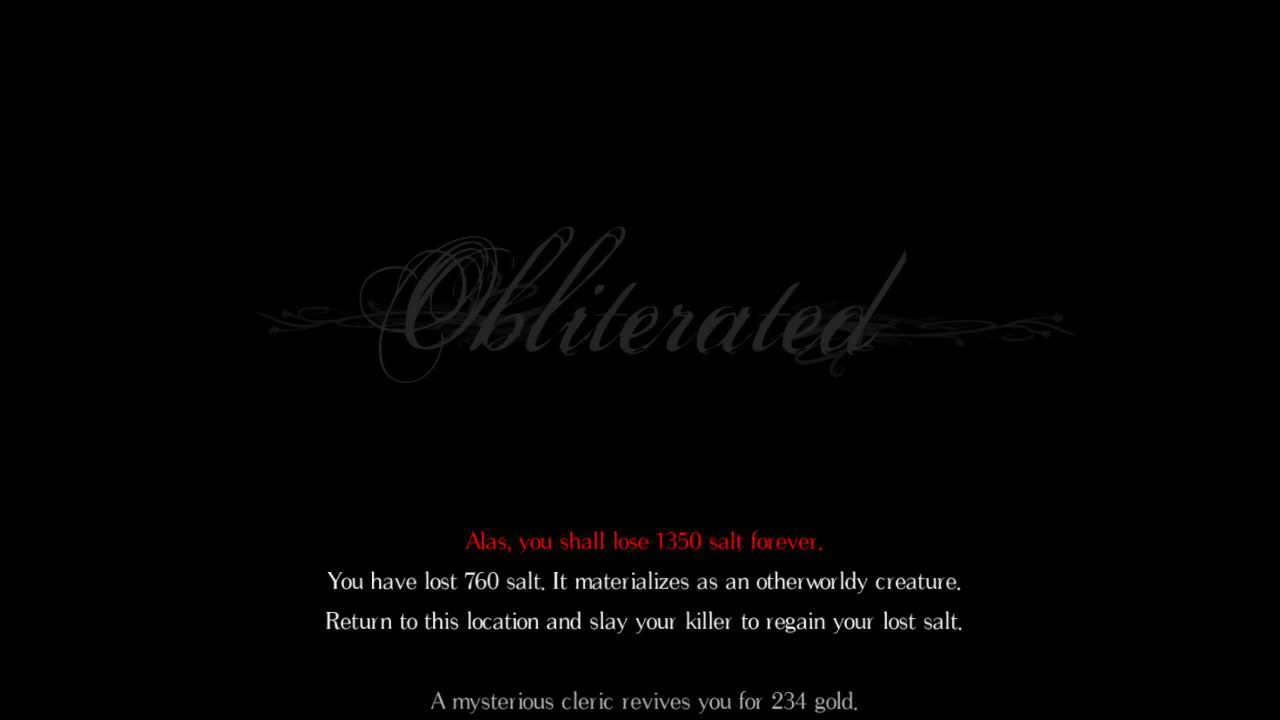 Obliterated
Alas, you shall lose 1350 salt forever.
You have lost 760 salt. It materializes as an otherworldly creature.
Return to this location and slay your killer to regain your lost salt.
A mysterious cleric revives you for 234 gold.